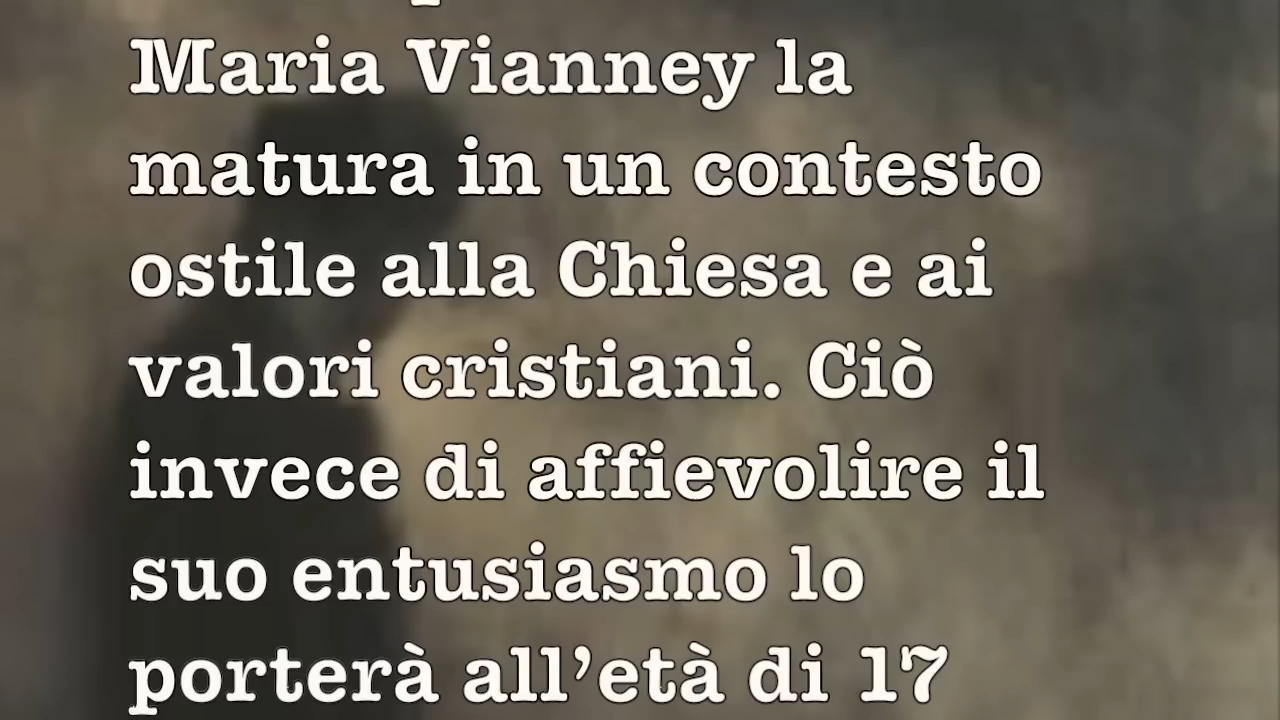 Maria Vianney la
matura in un contesto
ostile alla Chiesa e ai
valori cristiani. Ciò
invece di affievolire il
suo entusiasmo lo
porterà all’età di 17